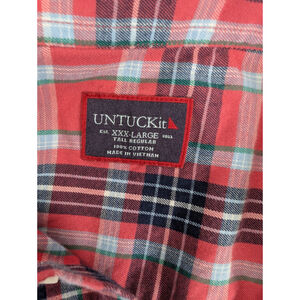 UNTUCKit
EST. XXX-LARGE 2011
TALL REGULAR
100% COTTON
MADE IN VIETNAM